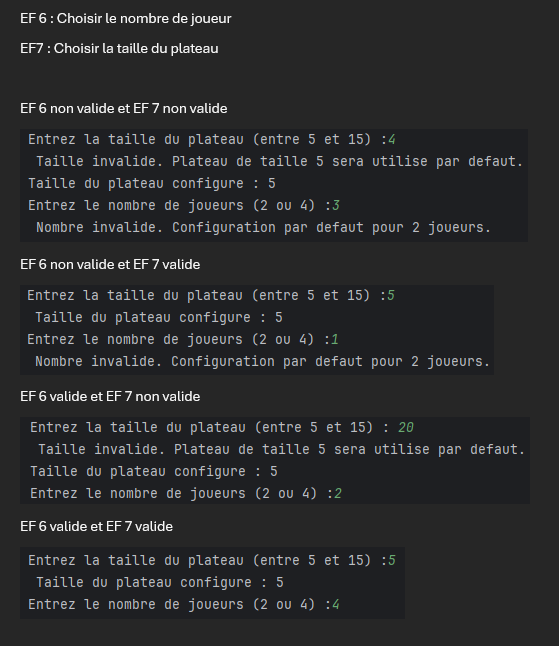 EF 6 : Choisir le nombre de joueur
EF7 : Choisir la taille du plateau
EF 6 non valide et EF 7 non valide
Entrez la taille du plateau (entre 5 et 15) :4
Taille invalide. Plateau de taille 5 sera utilise par defaut.
Taille du plateau configure : 5
Entrez le nombre de joueurs (2 ou 4) :3
Nombre invalide. Configuration par defaut pour 2 joueurs.
EF 6 non valide et EF 7 valide
Entrez la taille du plateau (entre 5 et 15) :5
Taille du plateau configure : 5
Entrez le nombre de joueurs (2 ou 4) :1
Nombre invalide. Configuration par defaut pour 2 joueurs.
EF 6 valide et EF 7 non valide
Entrez la taille du plateau (entre 5 et 15) : 20
Taille invalide. Plateau de taille 5 sera utilise par defaut.
Taille du plateau configure : 5
Entrez le nombre de joueurs (2 ou 4) :2
EF 6 valide et EF 7 valide
Entrez la taille du plateau (entre 5 et 15) :5
Taille du plateau configure : 5
Entrez le nombre de joueurs (2 ou 4) :4